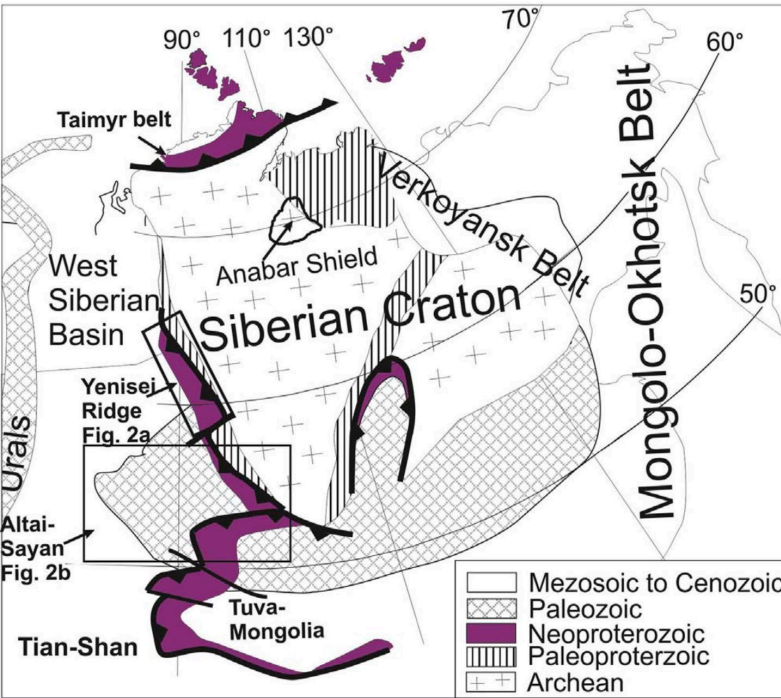 70°
90°
110°
130°
60°
Taimyr belt
Verkoyansk Belt
Mongolo-Okhotsk Belt
Anabar Shield
West
Siberian
Basin
Siberian Craton
50°
Yenisei
Ridge
Fig. 2a
Urals
Altai-
Sayan
Fig. 2b
Tuva-
Mongolia
Tian-Shan
Mezosoic to Cenozoic
Paleozoic
Neoproterozoic
Paleoproterzoic
Archean